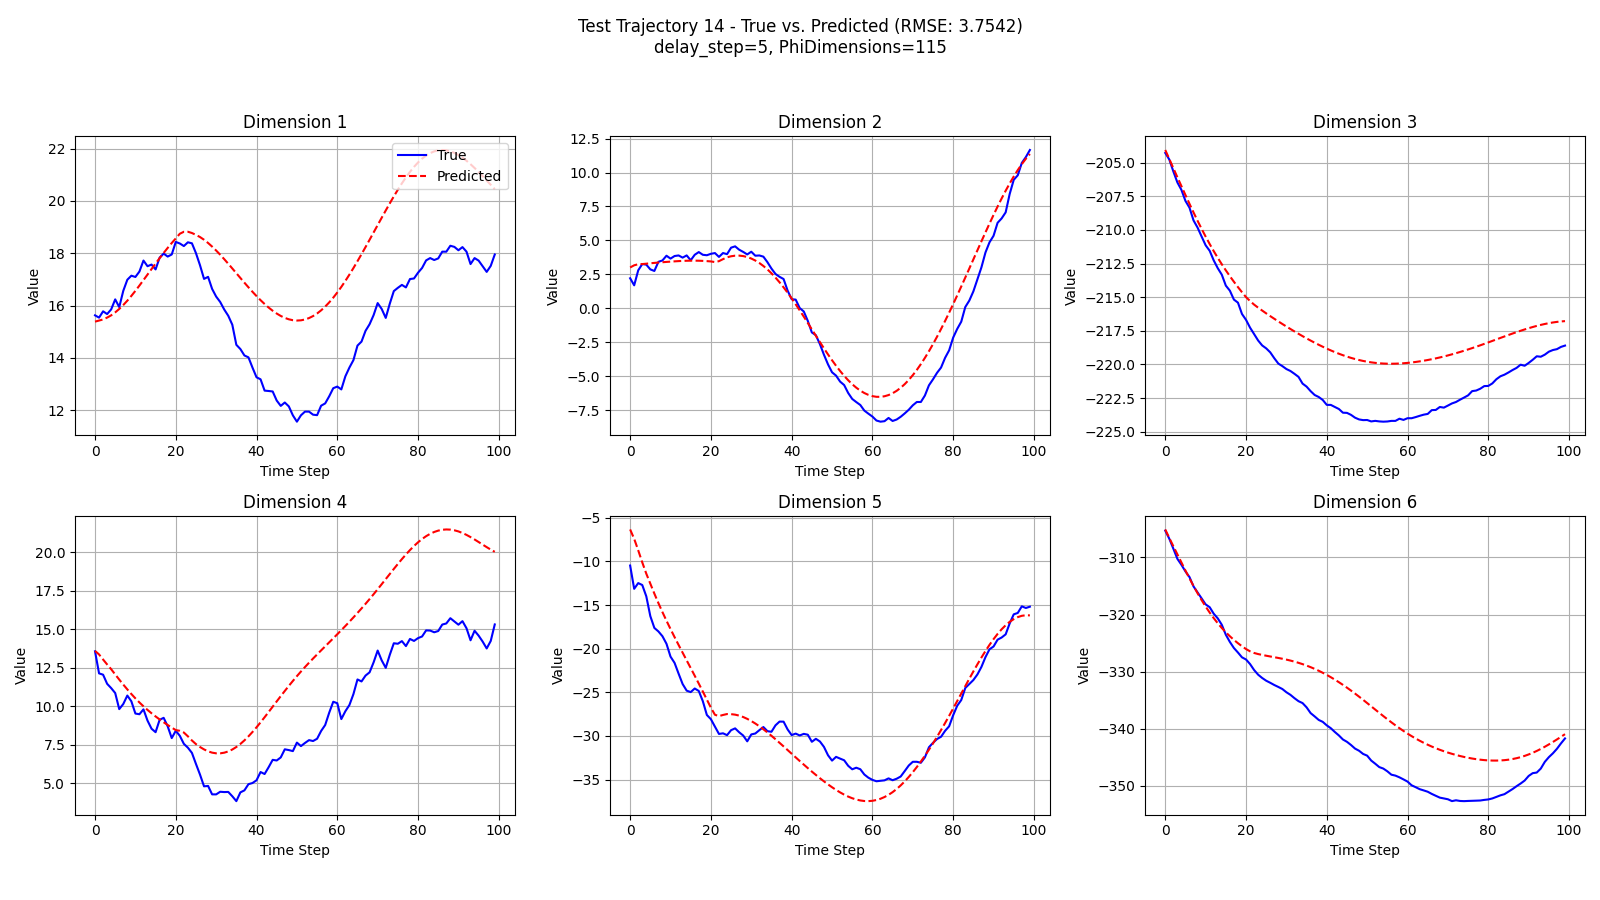 Test Trajectory 14 - True vs. Predicted (RMSE: 3.7542)
delay_step=5, PhiDimensions=115
Dimension 1
22
20
18
16
14
12
Value
0 20 40 60 80 100
Time Step
True
Predicted
Dimension 2
12.5
10.0
7.5
5.0
2.5
0.0
−2.5
−5.0
−7.5
Value
0 20 40 60 80 100
Time Step
Dimension 3
−205.0
−207.5
−210.0
−212.5
−215.0
−217.5
−220.0
−222.5
−225.0
Value
0 20 40 60 80 100
Time Step
Dimension 4
20.0
17.5
15.0
12.5
10.0
7.5
5.0
Value
0 20 40 60 80 100
Time Step
Dimension 5
−5
−10
−15
−20
−25
−30
−35
Value
0 20 40 60 80 100
Time Step
Dimension 6
−310
−320
−330
−340
−350
Value
0 20 40 60 80 100
Time Step